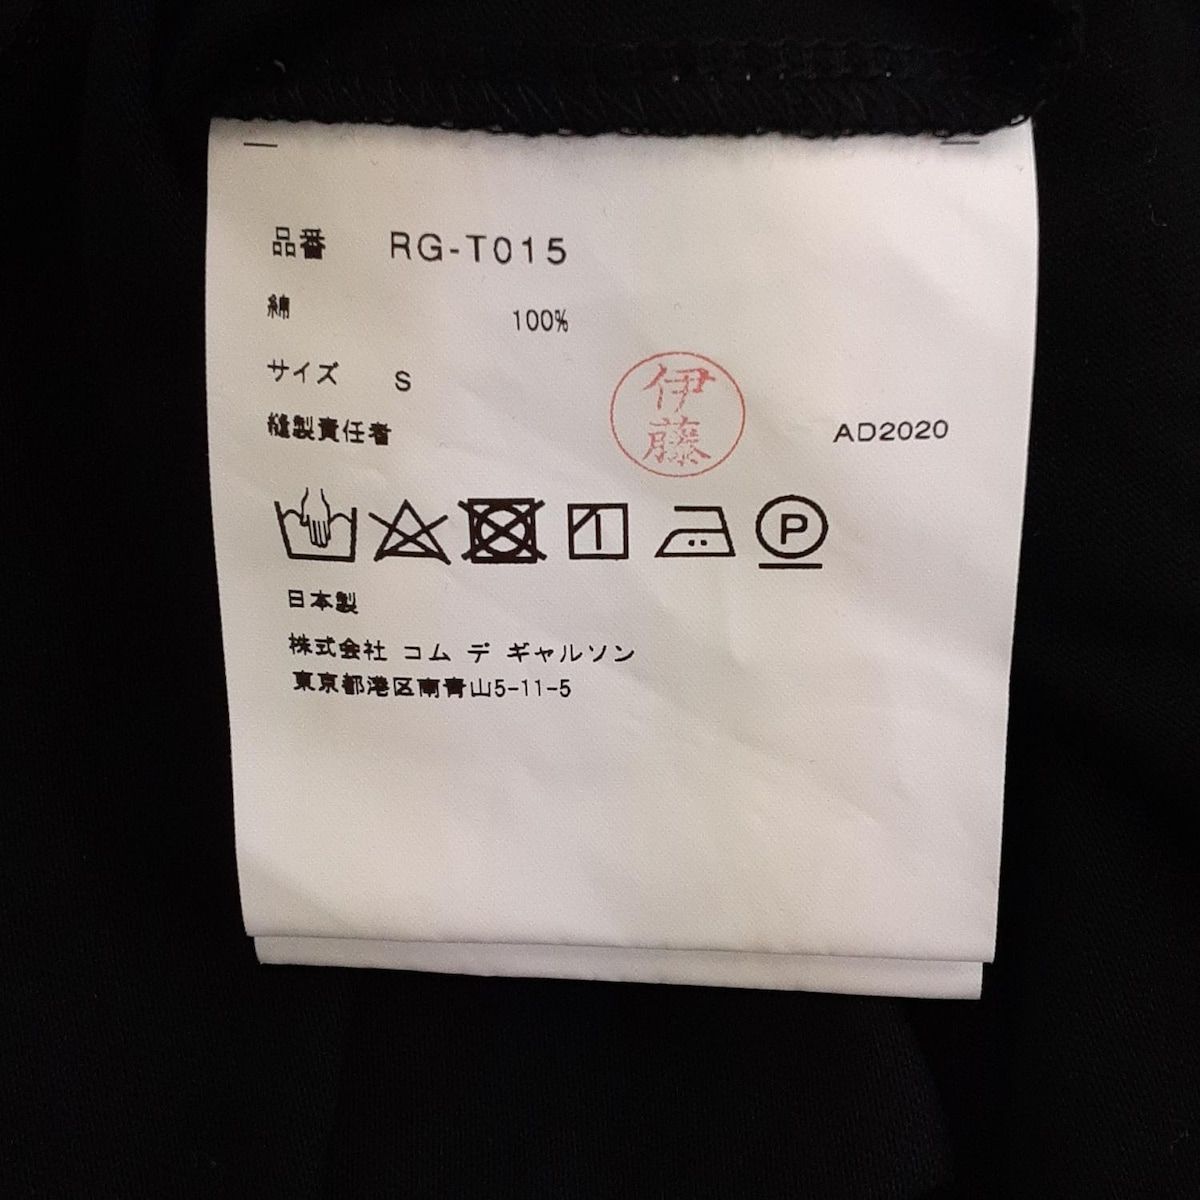 品番 RG-T015
綿 100%
サイズ S
縫製責任者 伊藤 AD2020
P
日本製
株式会社 コム デ ギャルソン
東京都港区南青山5-11-5